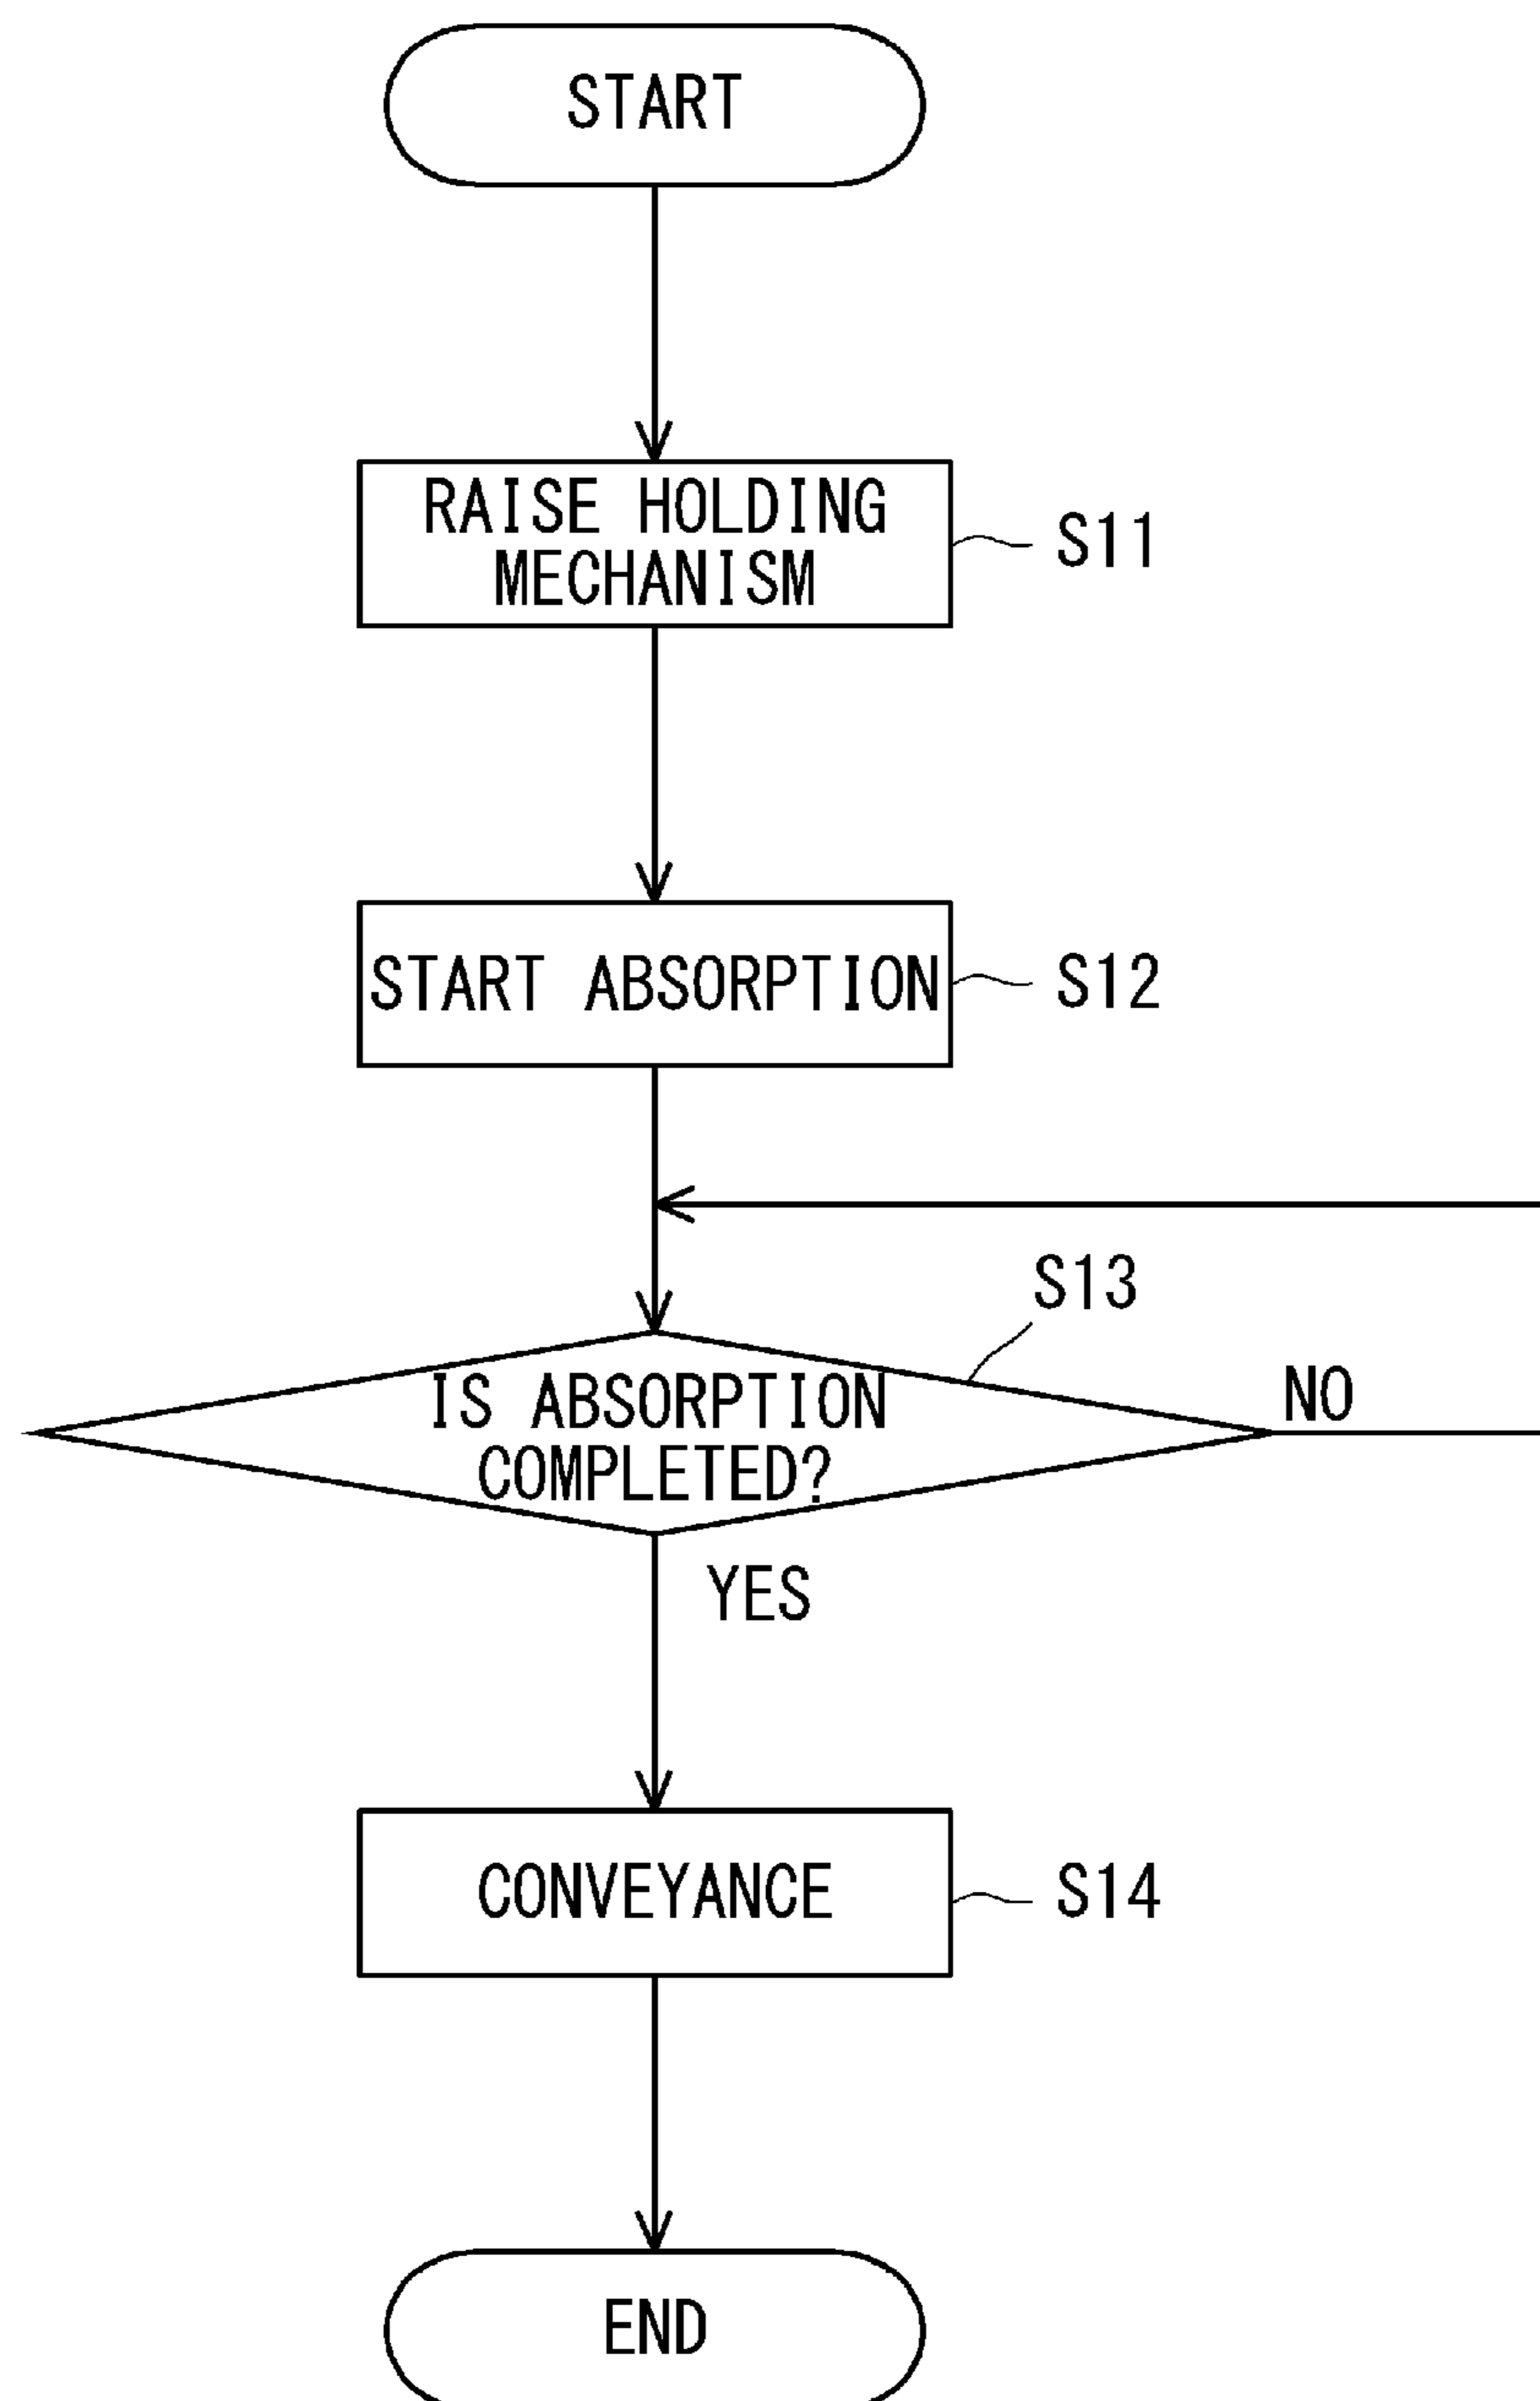 START
RAISE HOLDING
MECHANISM
S11
START ABSORPTION
S12
S13
IS ABSORPTION
COMPLETED?
NO
YES
CONVEYANCE
S14
END